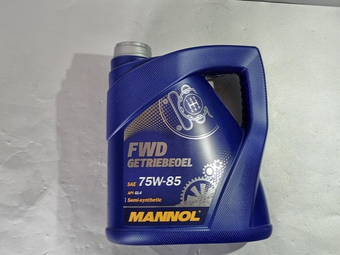 FWD
GETRIEBEOEL
SAE 75W-85
API GL4
Semi-synthetic
MANNOL